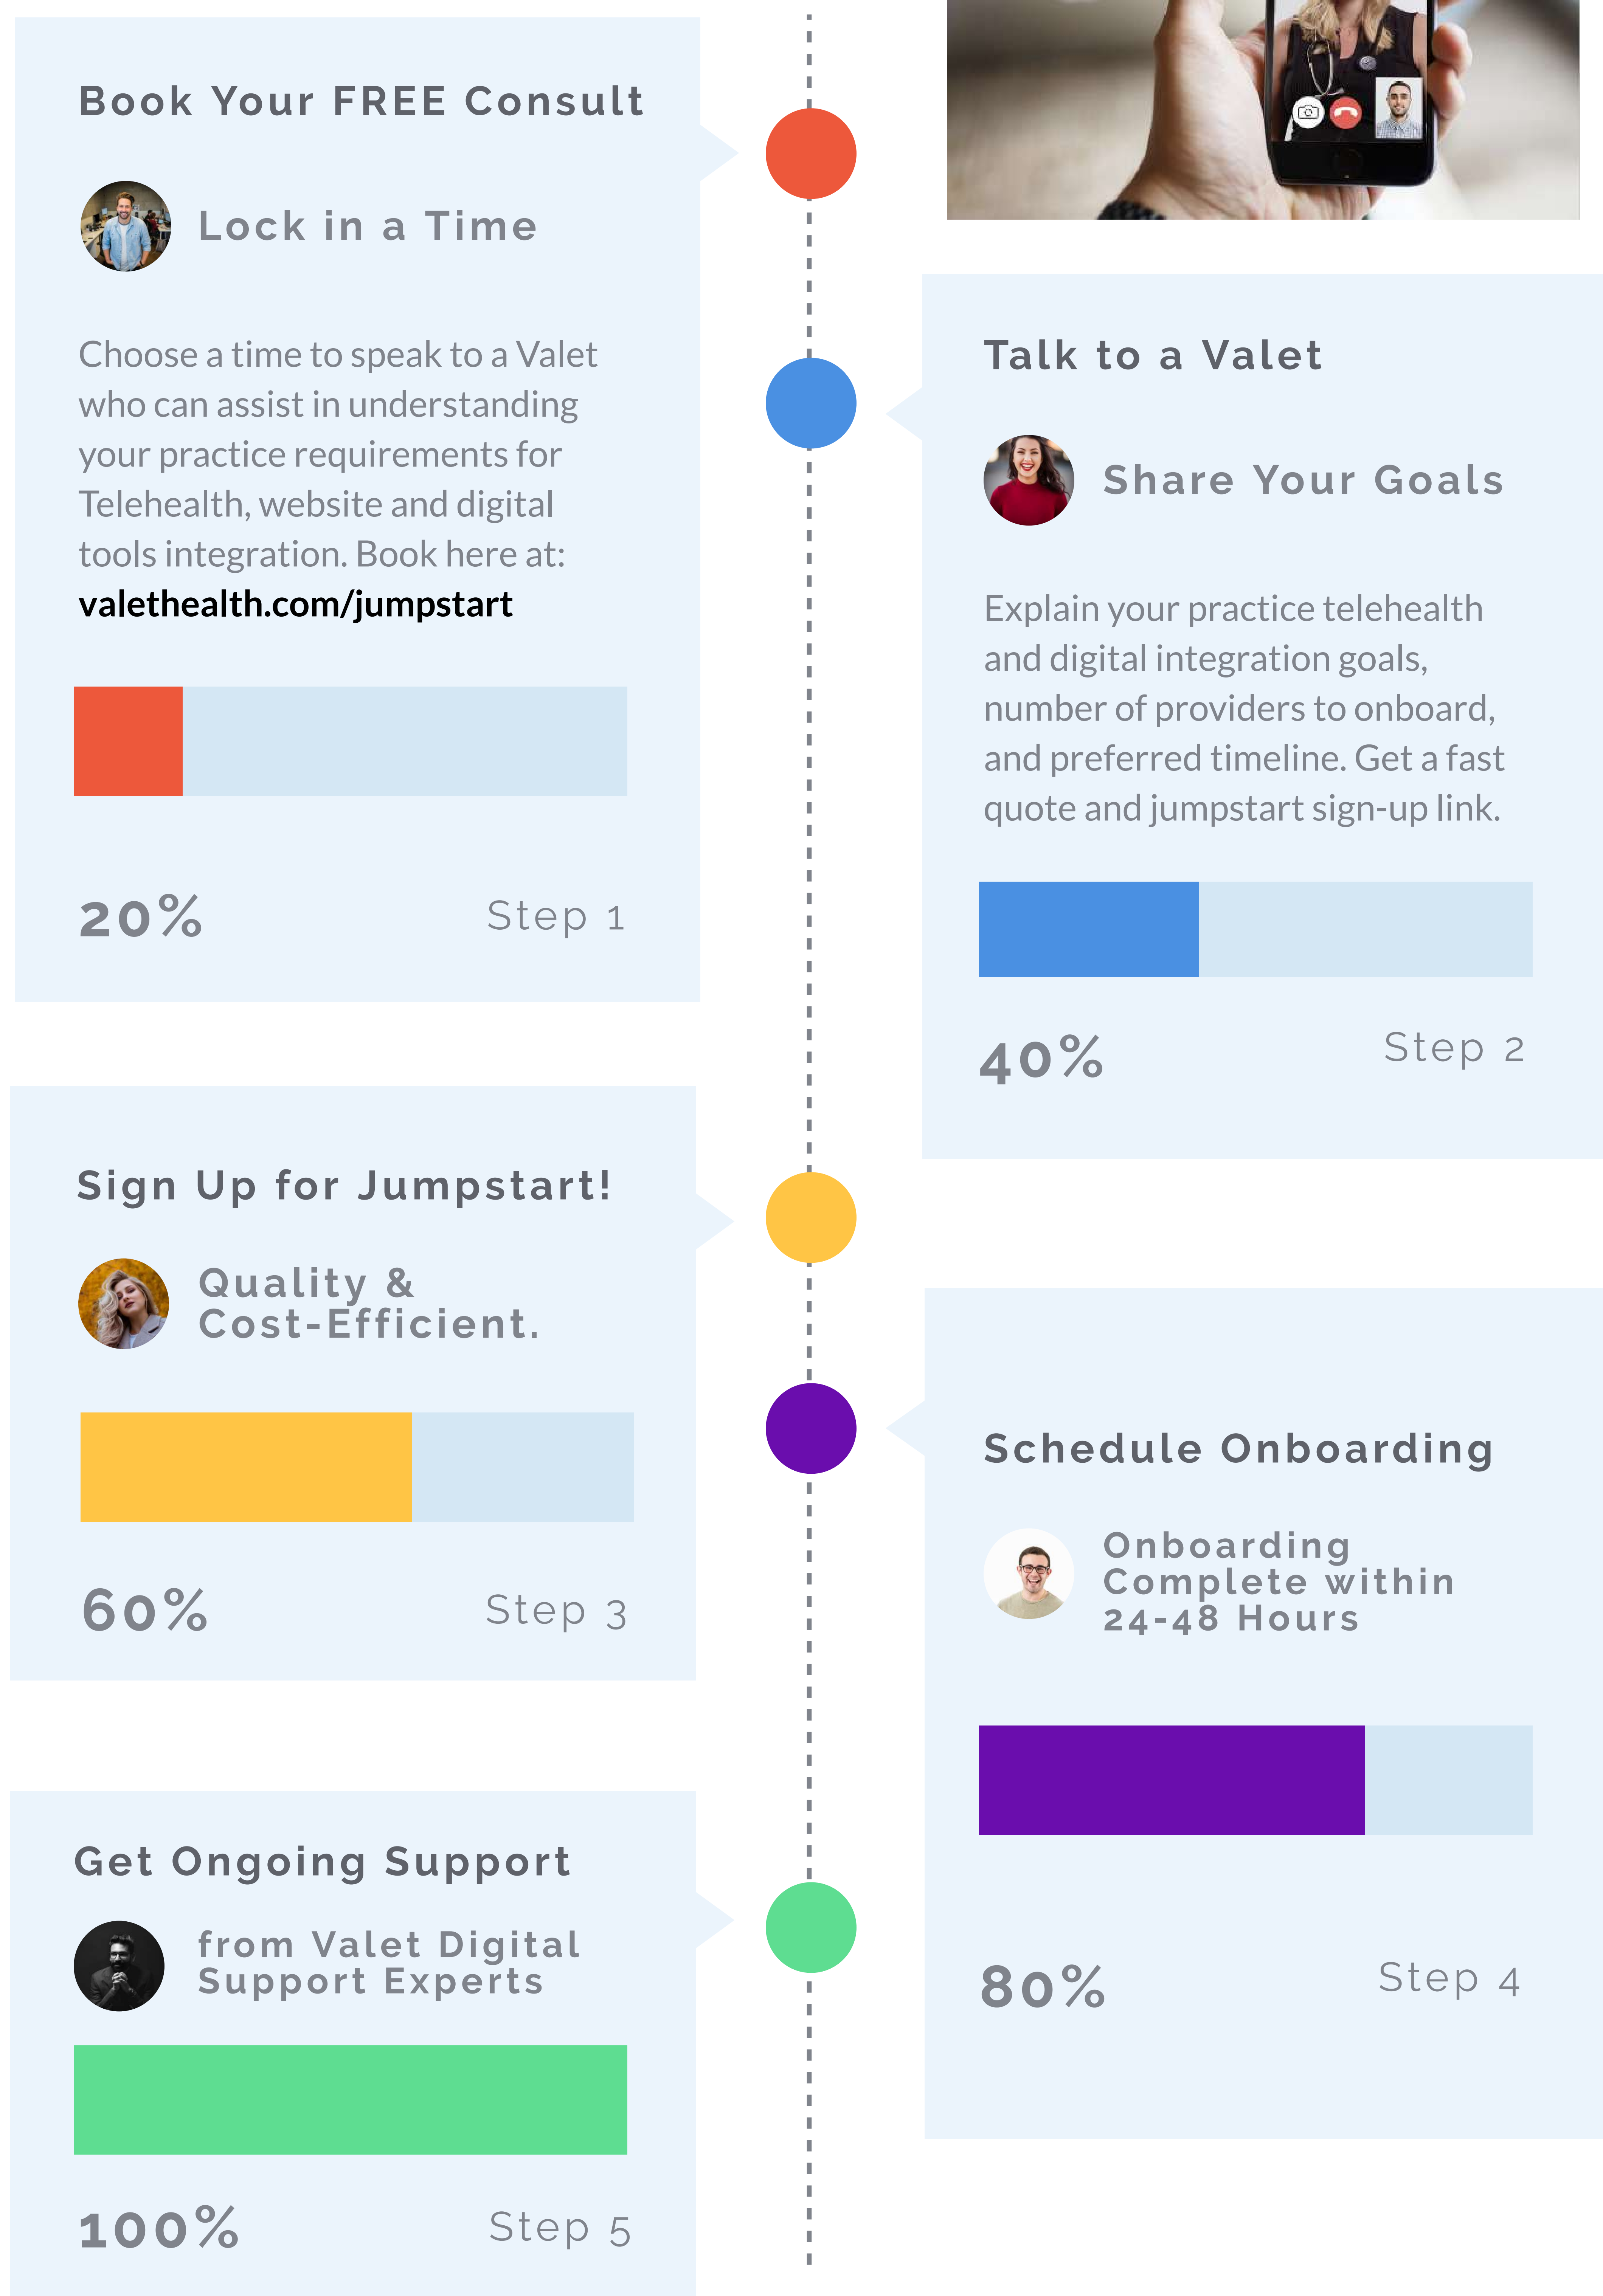 Book Your FREE Consult
Lock in a Time
Choose a time to speak to a Valet
who can assist in understanding
your practice requirements for
Telehealth, website and digital
tools integration. Book here at:
valethealth.com/jumpstart
20%
Step 1
Talk to a Valet
Share Your Goals
Explain your practice telehealth
and digital integration goals,
number of providers to onboard,
and preferred timeline. Get a fast
quote and jumpstart sign-up link.
40%
Step 2
Sign Up for Jumpstart!
Quality &
Cost-Efficient.
60%
Step 3
Schedule Onboarding
Onboarding
Complete within
24-48 Hours
80%
Step 4
Get Ongoing Support
from Valet Digital
Support Experts
100%
Step 5